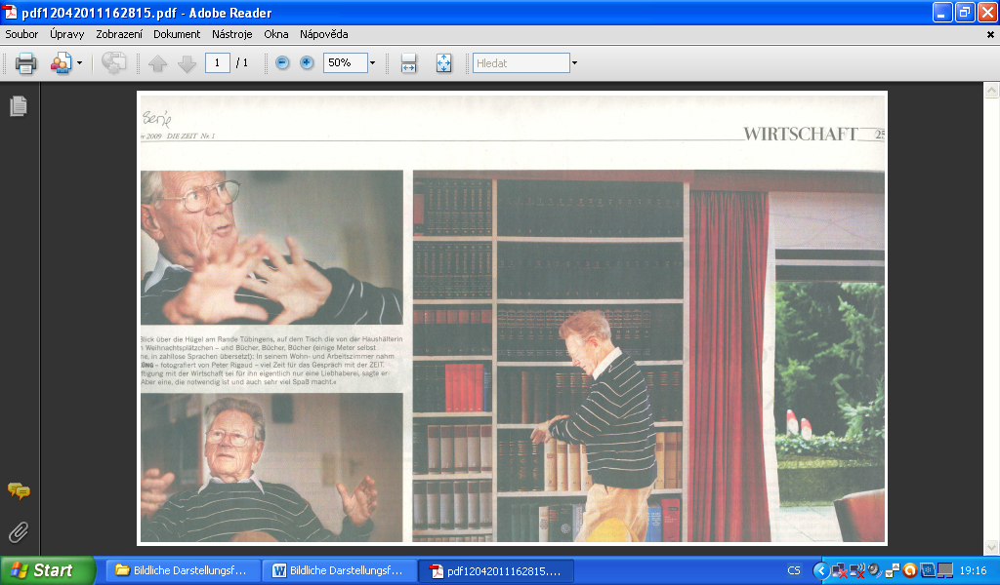 pdf12042011162815.pdf - Adobe Reader
Soubor Úpravy Zobrazení Dokument Nástroje Okna Nápověda
1 / 1 50% Hledat
Serie
2009 DIE ZEIT Nr. 1
WIRTSCHAFT 25
Blick über die Hügel am Rande Tübingens, auf dem Tisch die von der Haushälterin
Weihnachtsplätzchen – und Bücher, Bücher, Bücher (einige Meter selbst
in zahllose Sprachen übersetzt): In seinem Wohn- und Arbeitszimmer nahm
– fotografiert von Peter Rigaud – viel Zeit für das Gespräch mit der ZEIT.
mit der Wirtschaft sei für ihn eigentlich nur eine Liebhaberei, sagte er
Aber eine, die notwendig ist und auch sehr viel Spaß macht.«
Start Bildliche Darstellungsf... Bildliche Darstellungsf... pdf12042011162815.... CS 19:16